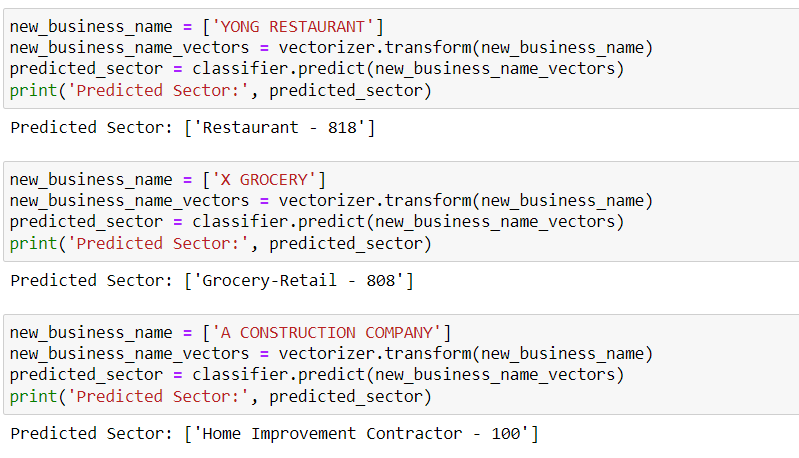 new_business_name = ['YONG RESTAURANT']
new_business_name_vectors = vectorizer.transform(new_business_name)
predicted_sector = classifier.predict(new_business_name_vectors)
print('Predicted Sector:', predicted_sector)
Predicted Sector: ['Restaurant - 818']
new_business_name = ['X GROCERY']
new_business_name_vectors = vectorizer.transform(new_business_name)
predicted_sector = classifier.predict(new_business_name_vectors)
print('Predicted Sector:', predicted_sector)
Predicted Sector: ['Grocery-Retail - 808']
new_business_name = ['A CONSTRUCTION COMPANY']
new_business_name_vectors = vectorizer.transform(new_business_name)
predicted_sector = classifier.predict(new_business_name_vectors)
print('Predicted Sector:', predicted_sector)
Predicted Sector: ['Home Improvement Contractor - 100']